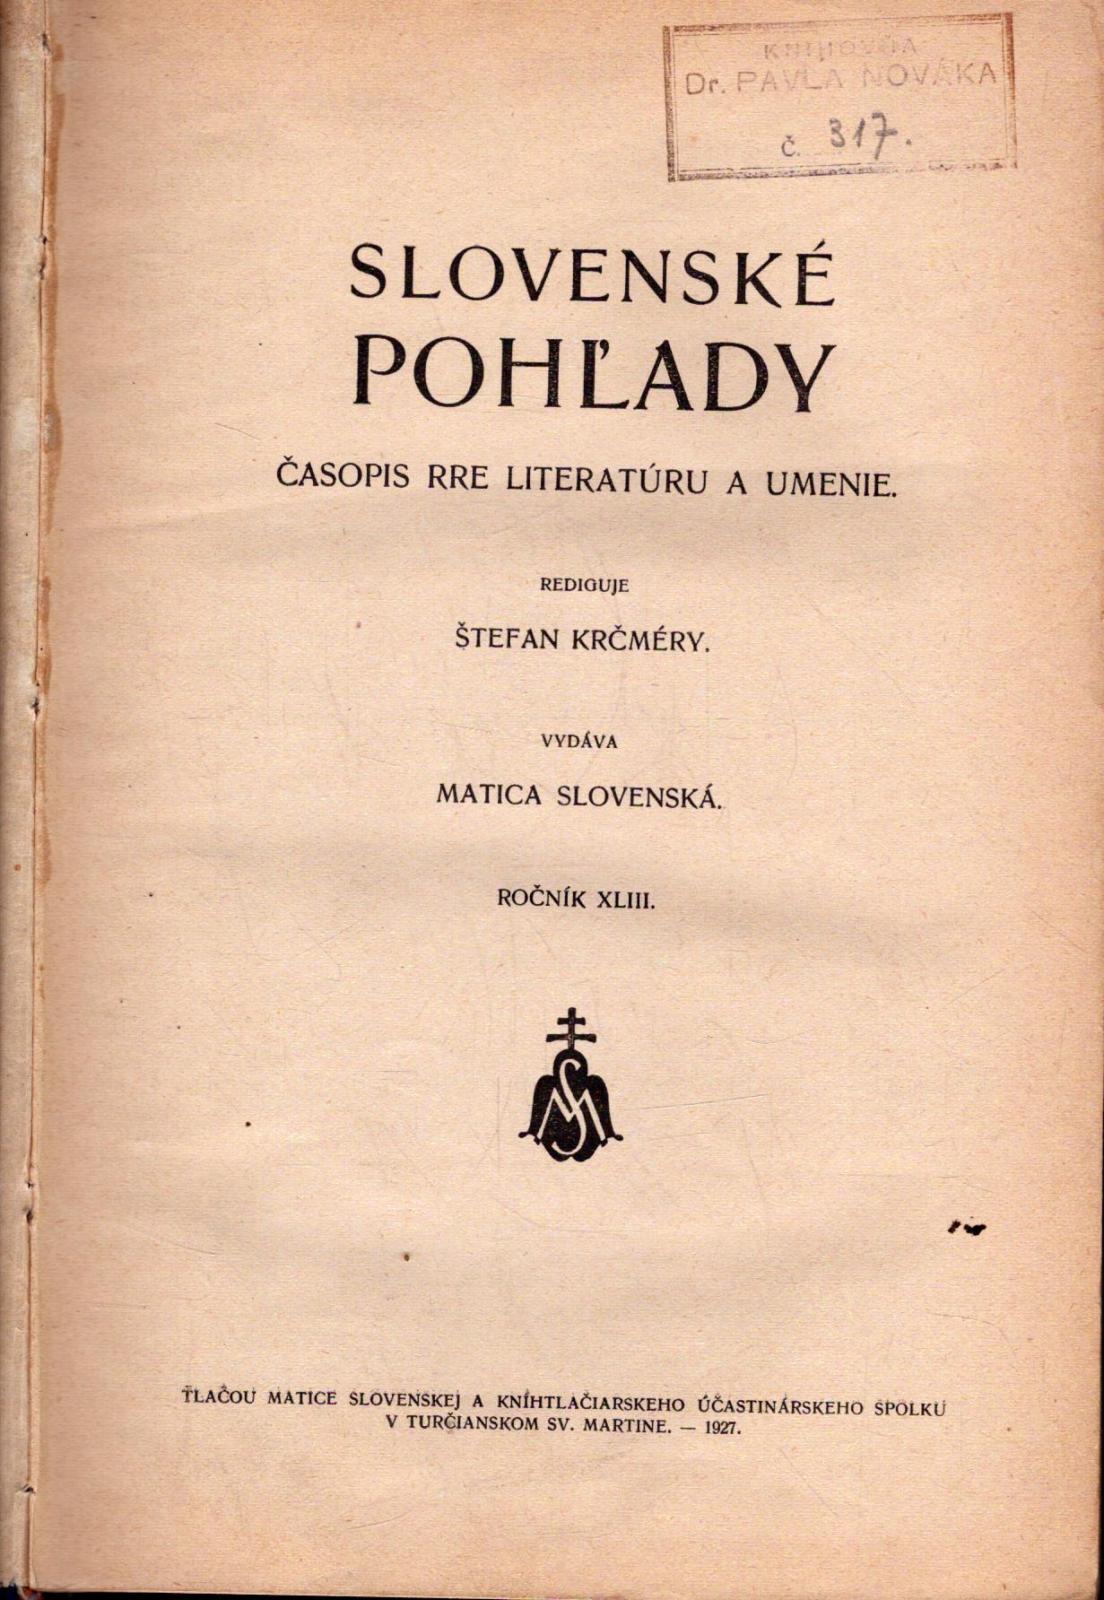 KNIHOVŇA
Dr. PAVLA NOVÁKA
č. 317.
SLOVENSKÉ
POHĽADY
ČASOPIS RRE LITERATÚRU A UMENIE.
REDIGUJE
ŠTEFAN KRČMÉRY.
VYDÁVA
MATICA SLOVENSKÁ.
ROČNÍK XLIII.
MS
TLAČOU MATICE SLOVENSKEJ A KNÍHTLAČIARSKEHO ÚČASTINÁRSKEHO SPOLKU
V TURČIANSKOM SV. MARTINE. — 1927.